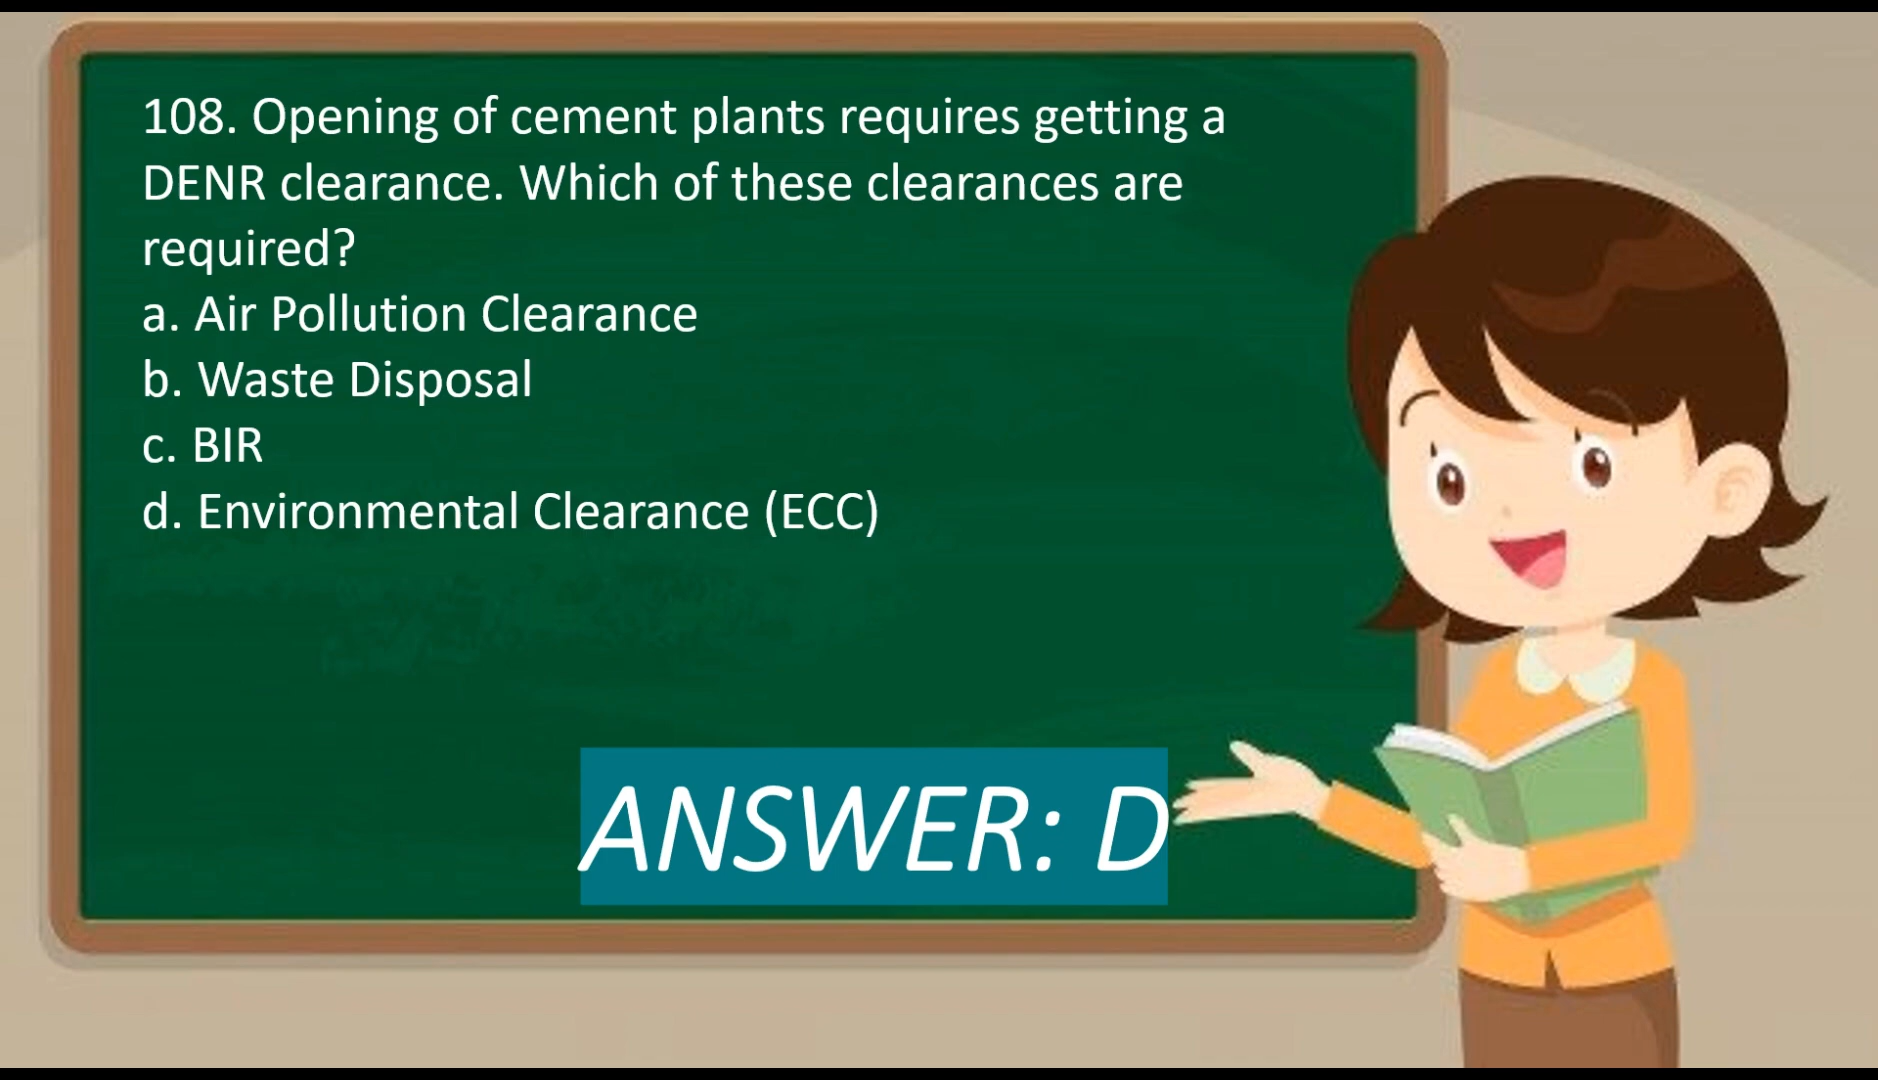 108. Opening of cement plants requires getting a
DENR clearance. Which of these clearances are
required?
a. Air Pollution Clearance
b. Waste Disposal
c. BIR
d. Environmental Clearance (ECC)
ANSWER: D